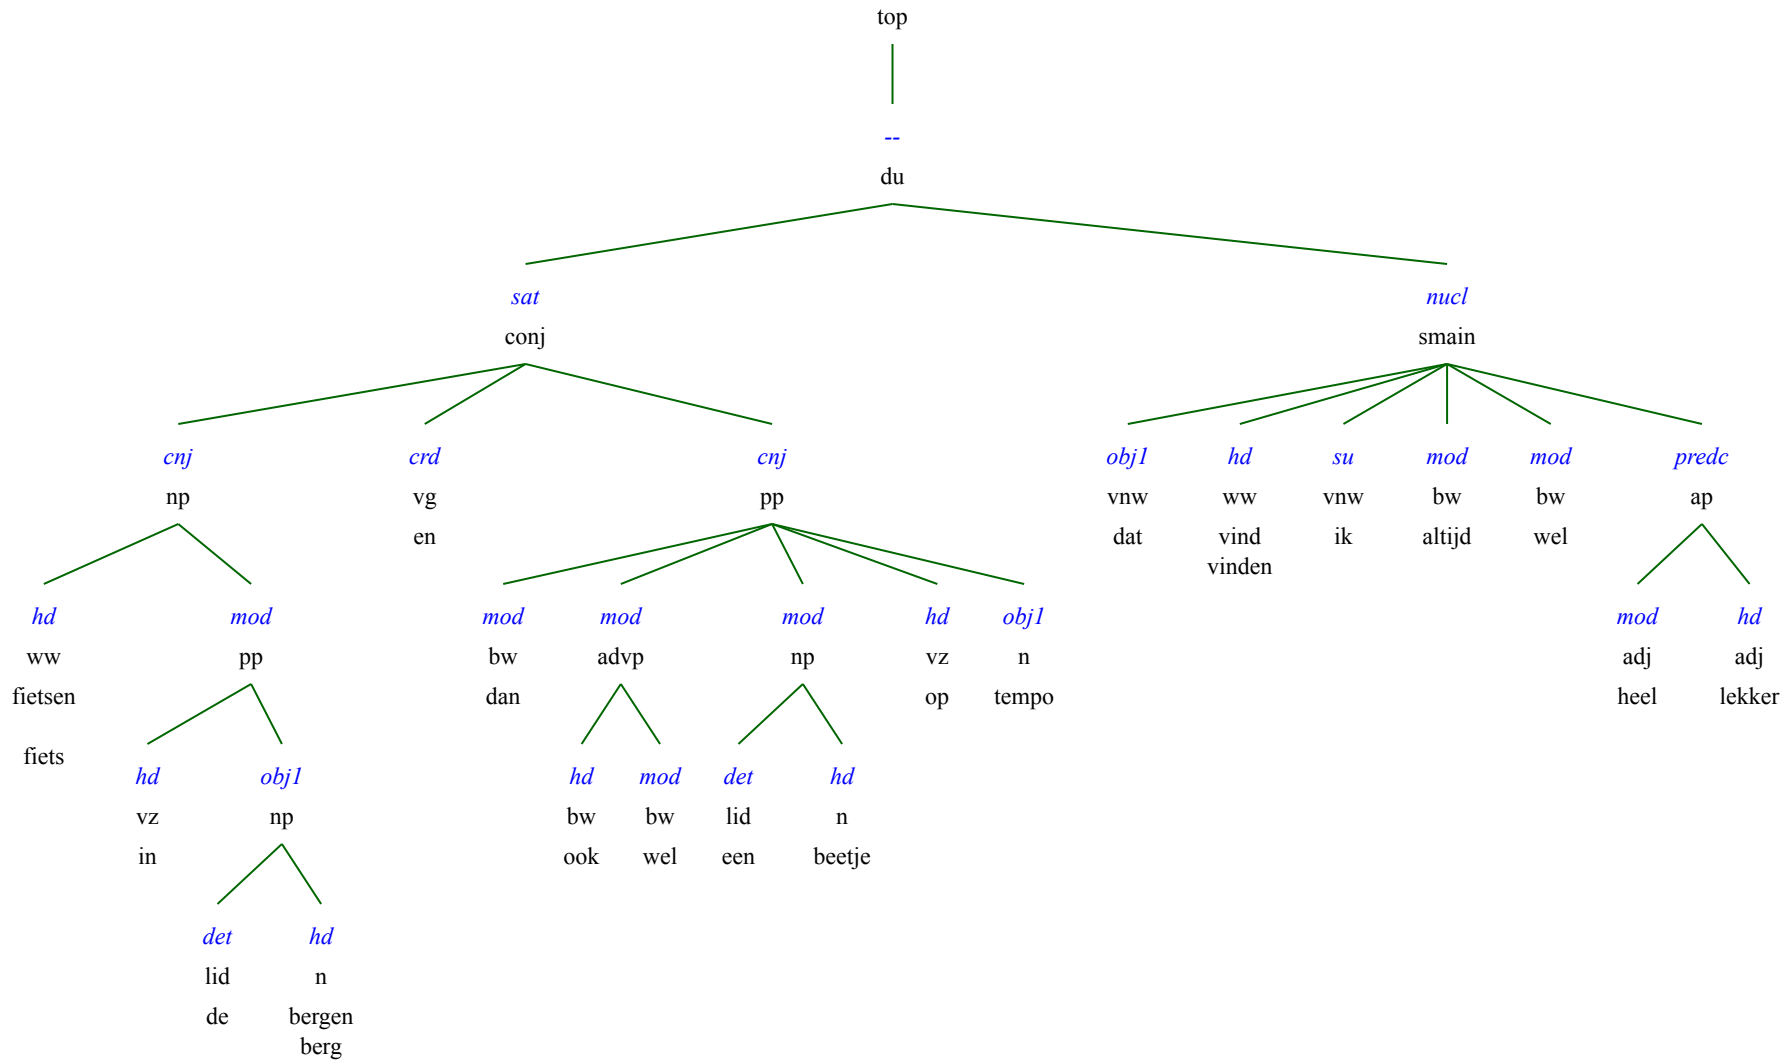 top
--
du
sat nucl
conj smain
cnj crd cnj obj1 hd su mod mod predc
np vg pp vnw ww vnw bw bw ap
en dat vind ik altijd wel
vinden
hd mod mod mod mod hd obj1 mod hd
ww pp bw advp np vz n adj adj
fietsen dan op tempo heel lekker
fiets
hd obj1 hd mod det hd
vz np bw bw lid n
in ook wel een beetje
det hd
lid n
de bergen
berg